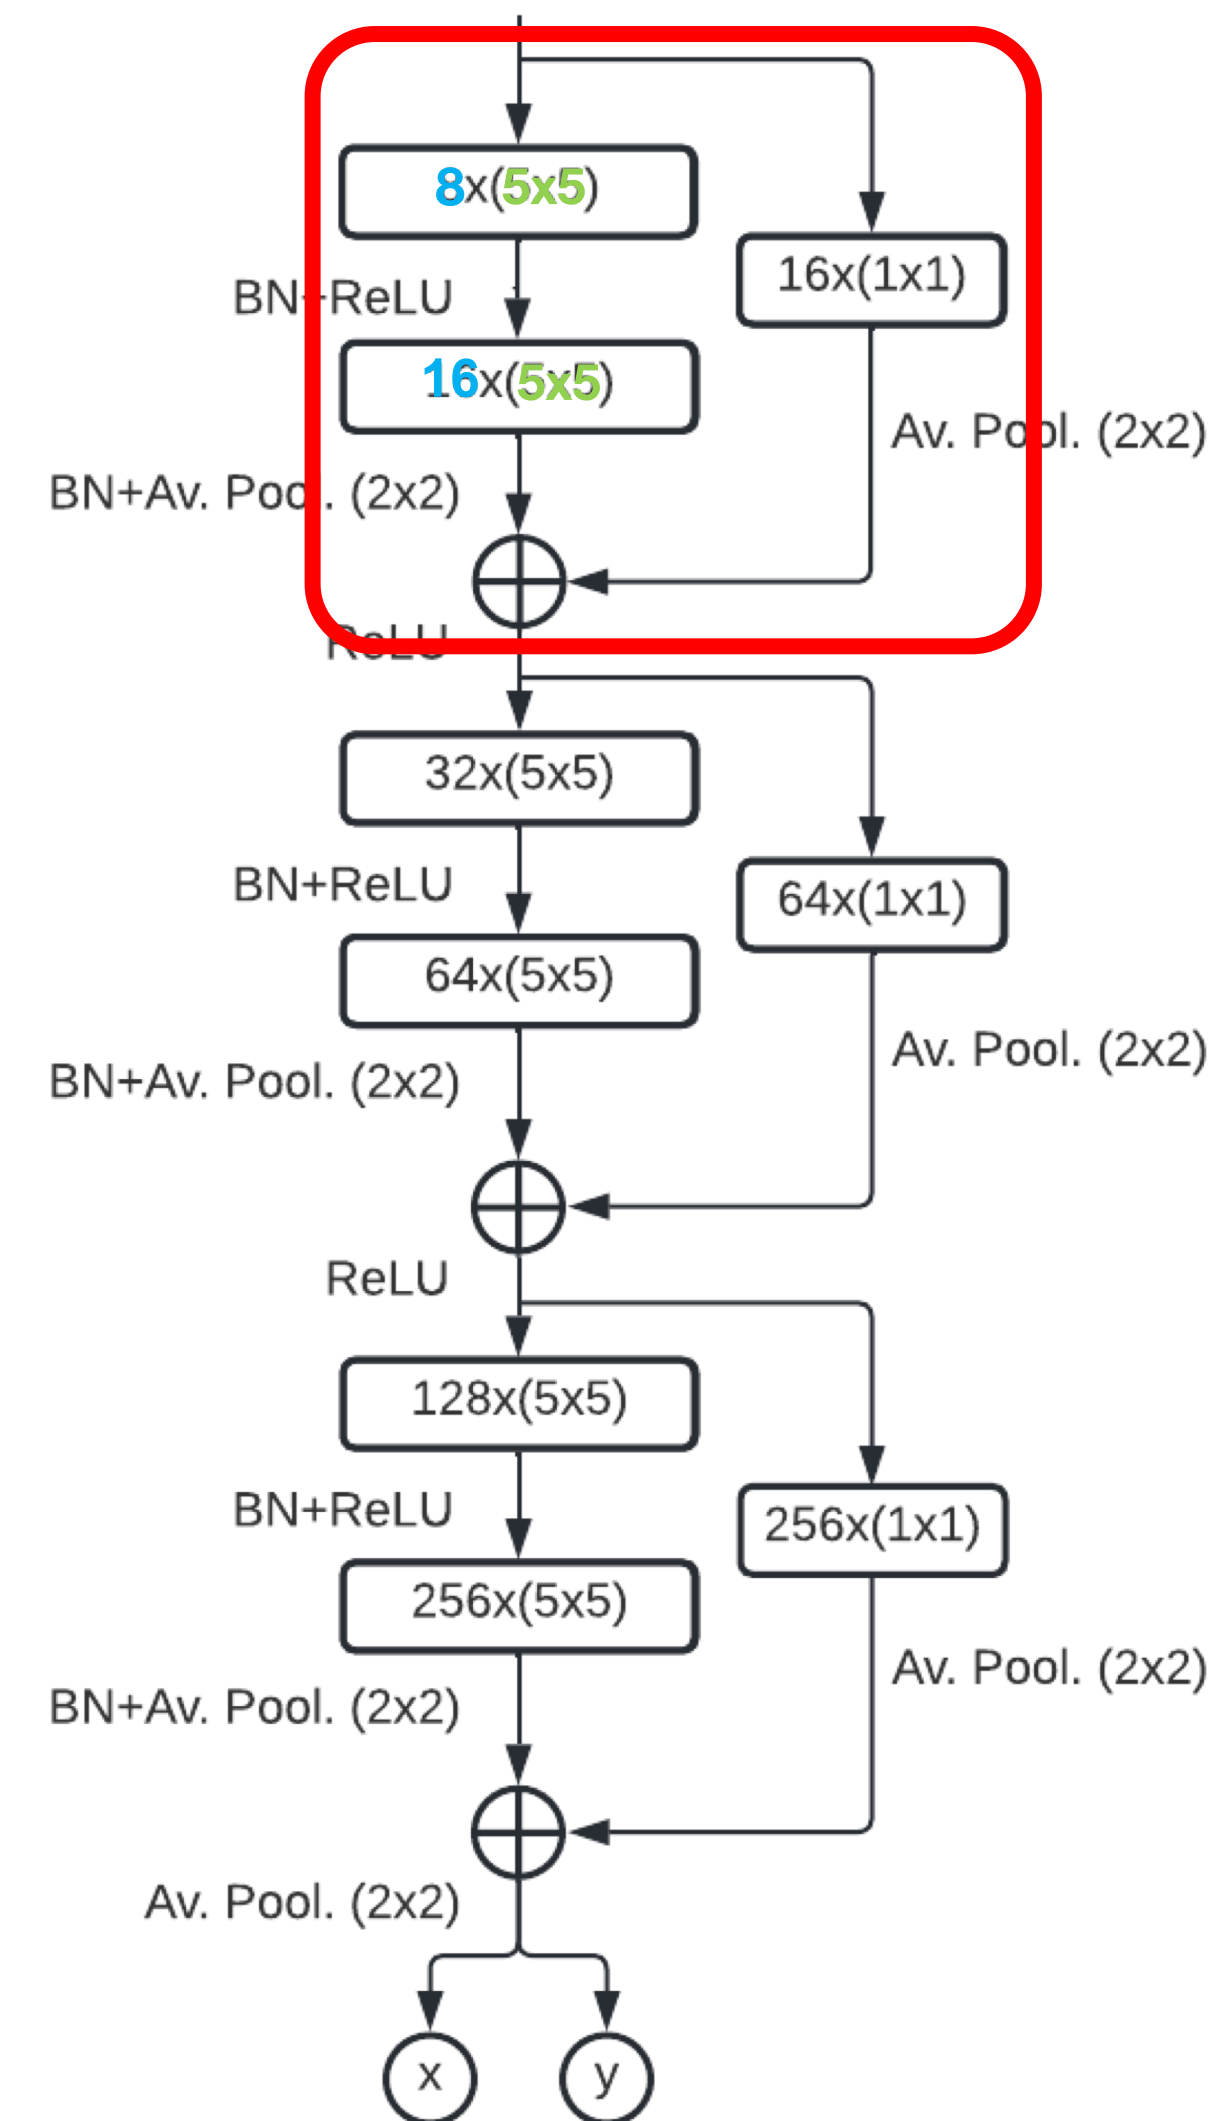 8x(5x5)
16x(1x1)
BN+ReLU
16x(5x5)
Av. Pool. (2x2)
BN+Av. Pool. (2x2)
ReLU
32x(5x5)
BN+ReLU
64x(1x1)
64x(5x5)
Av. Pool. (2x2)
BN+Av. Pool. (2x2)
ReLU
128x(5x5)
BN+ReLU
256x(1x1)
256x(5x5)
Av. Pool. (2x2)
BN+Av. Pool. (2x2)
Av. Pool. (2x2)
x
y